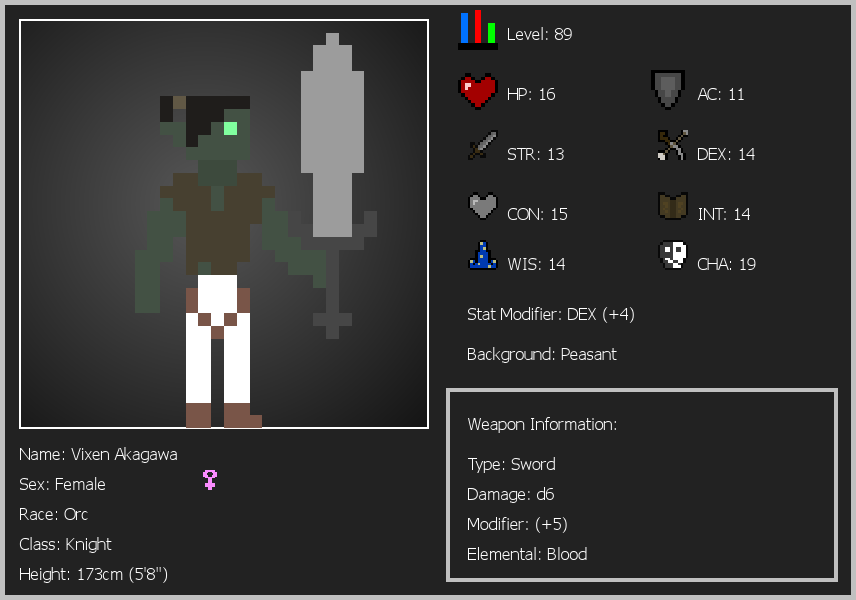 Level: 89
HP: 16
AC: 11
STR: 13
DEX: 14
CON: 15
INT: 14
WIS: 14
CHA: 19
Stat Modifier: DEX (+4)
Background: Peasant
Weapon Information:
Type: Sword
Damage: d6
Modifier: (+5)
Elemental: Blood
Name: Vixen Akagawa
Sex: Female
Race: Orc
Class: Knight
Height: 173cm (5'8")